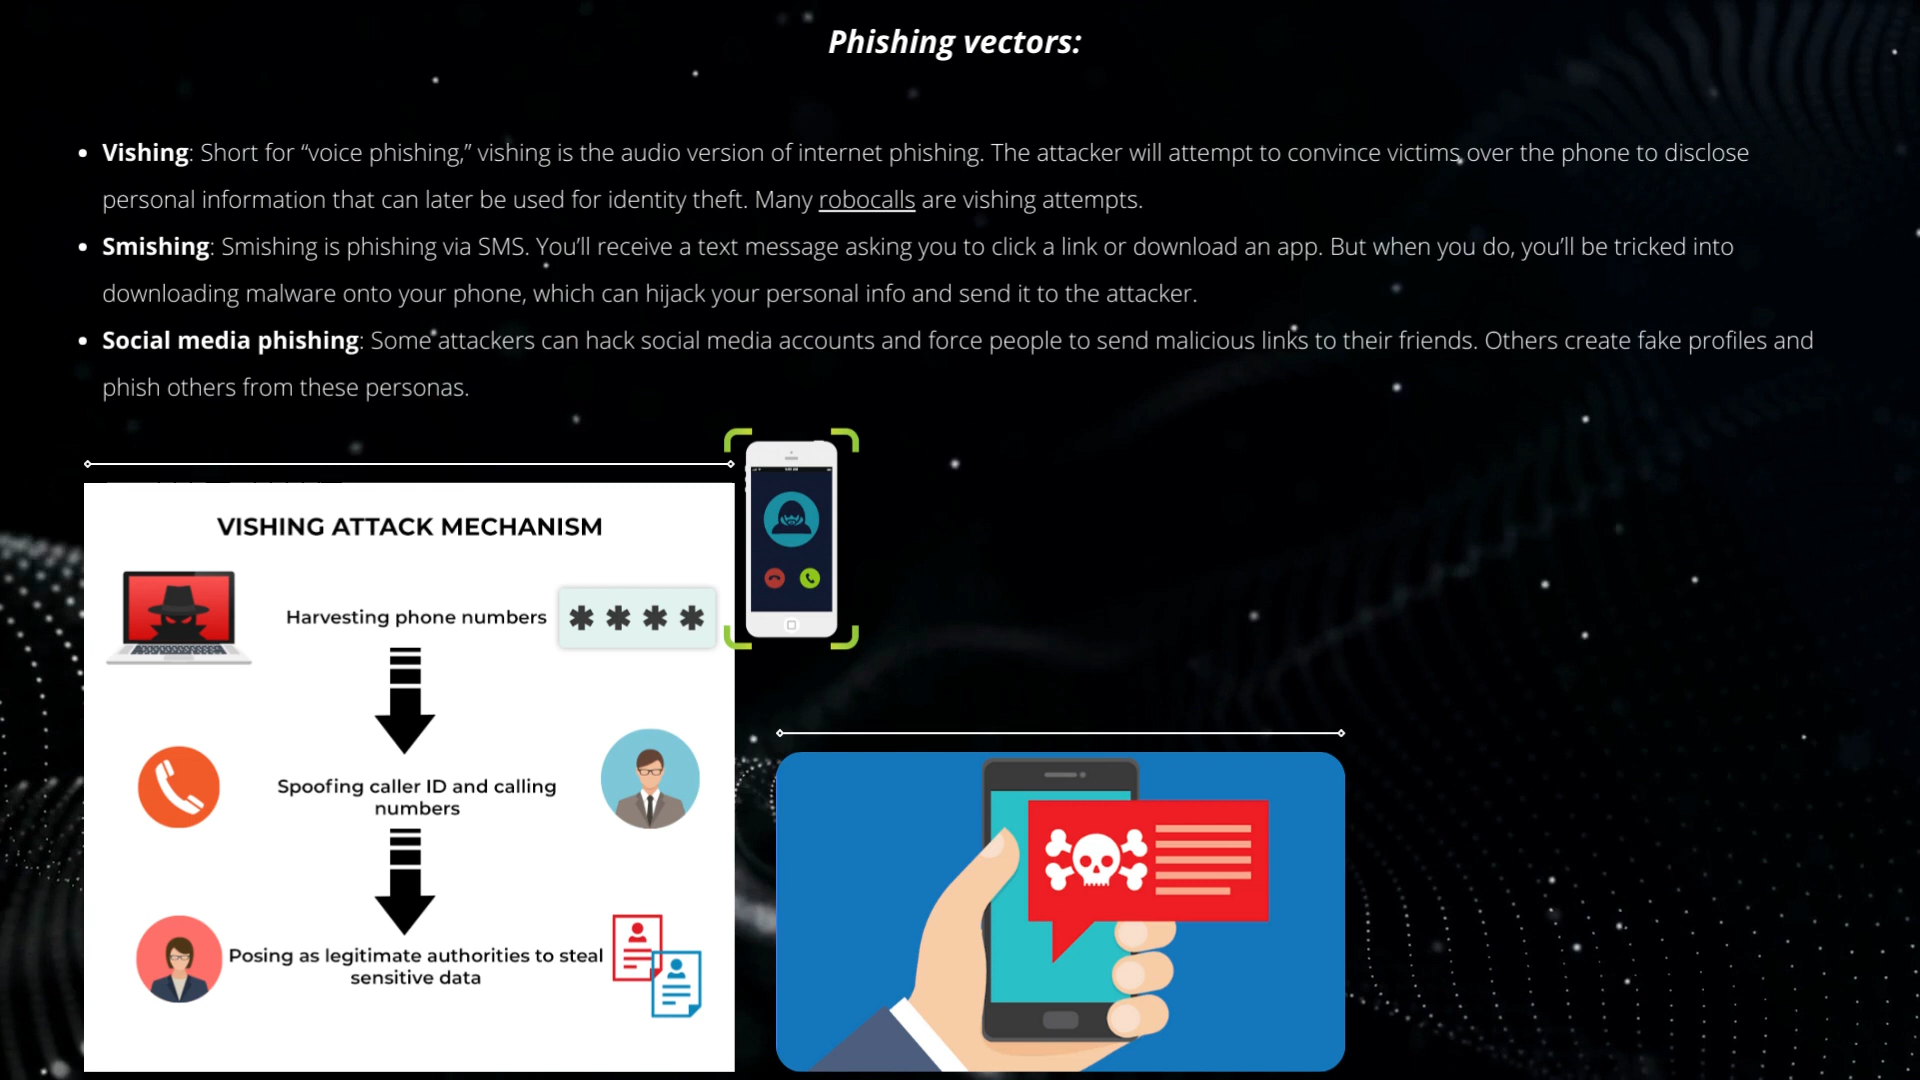 Phishing vectors:
• Vishing: Short for “voice phishing,” vishing is the audio version of internet phishing. The attacker will attempt to convince victims over the phone to disclose
personal information that can later be used for identity theft. Many robocalls are vishing attempts.
• Smishing: Smishing is phishing via SMS. You’ll receive a text message asking you to click a link or download an app. But when you do, you’ll be tricked into
downloading malware onto your phone, which can hijack your personal info and send it to the attacker.
• Social media phishing: Some attackers can hack social media accounts and force people to send malicious links to their friends. Others create fake profiles and
phish others from these personas.
VISHING ATTACK MECHANISM
Harvesting phone numbers
✱ ✱ ✱ ✱
Spoofing caller ID and calling
numbers
Posing as legitimate authorities to steal
sensitive data